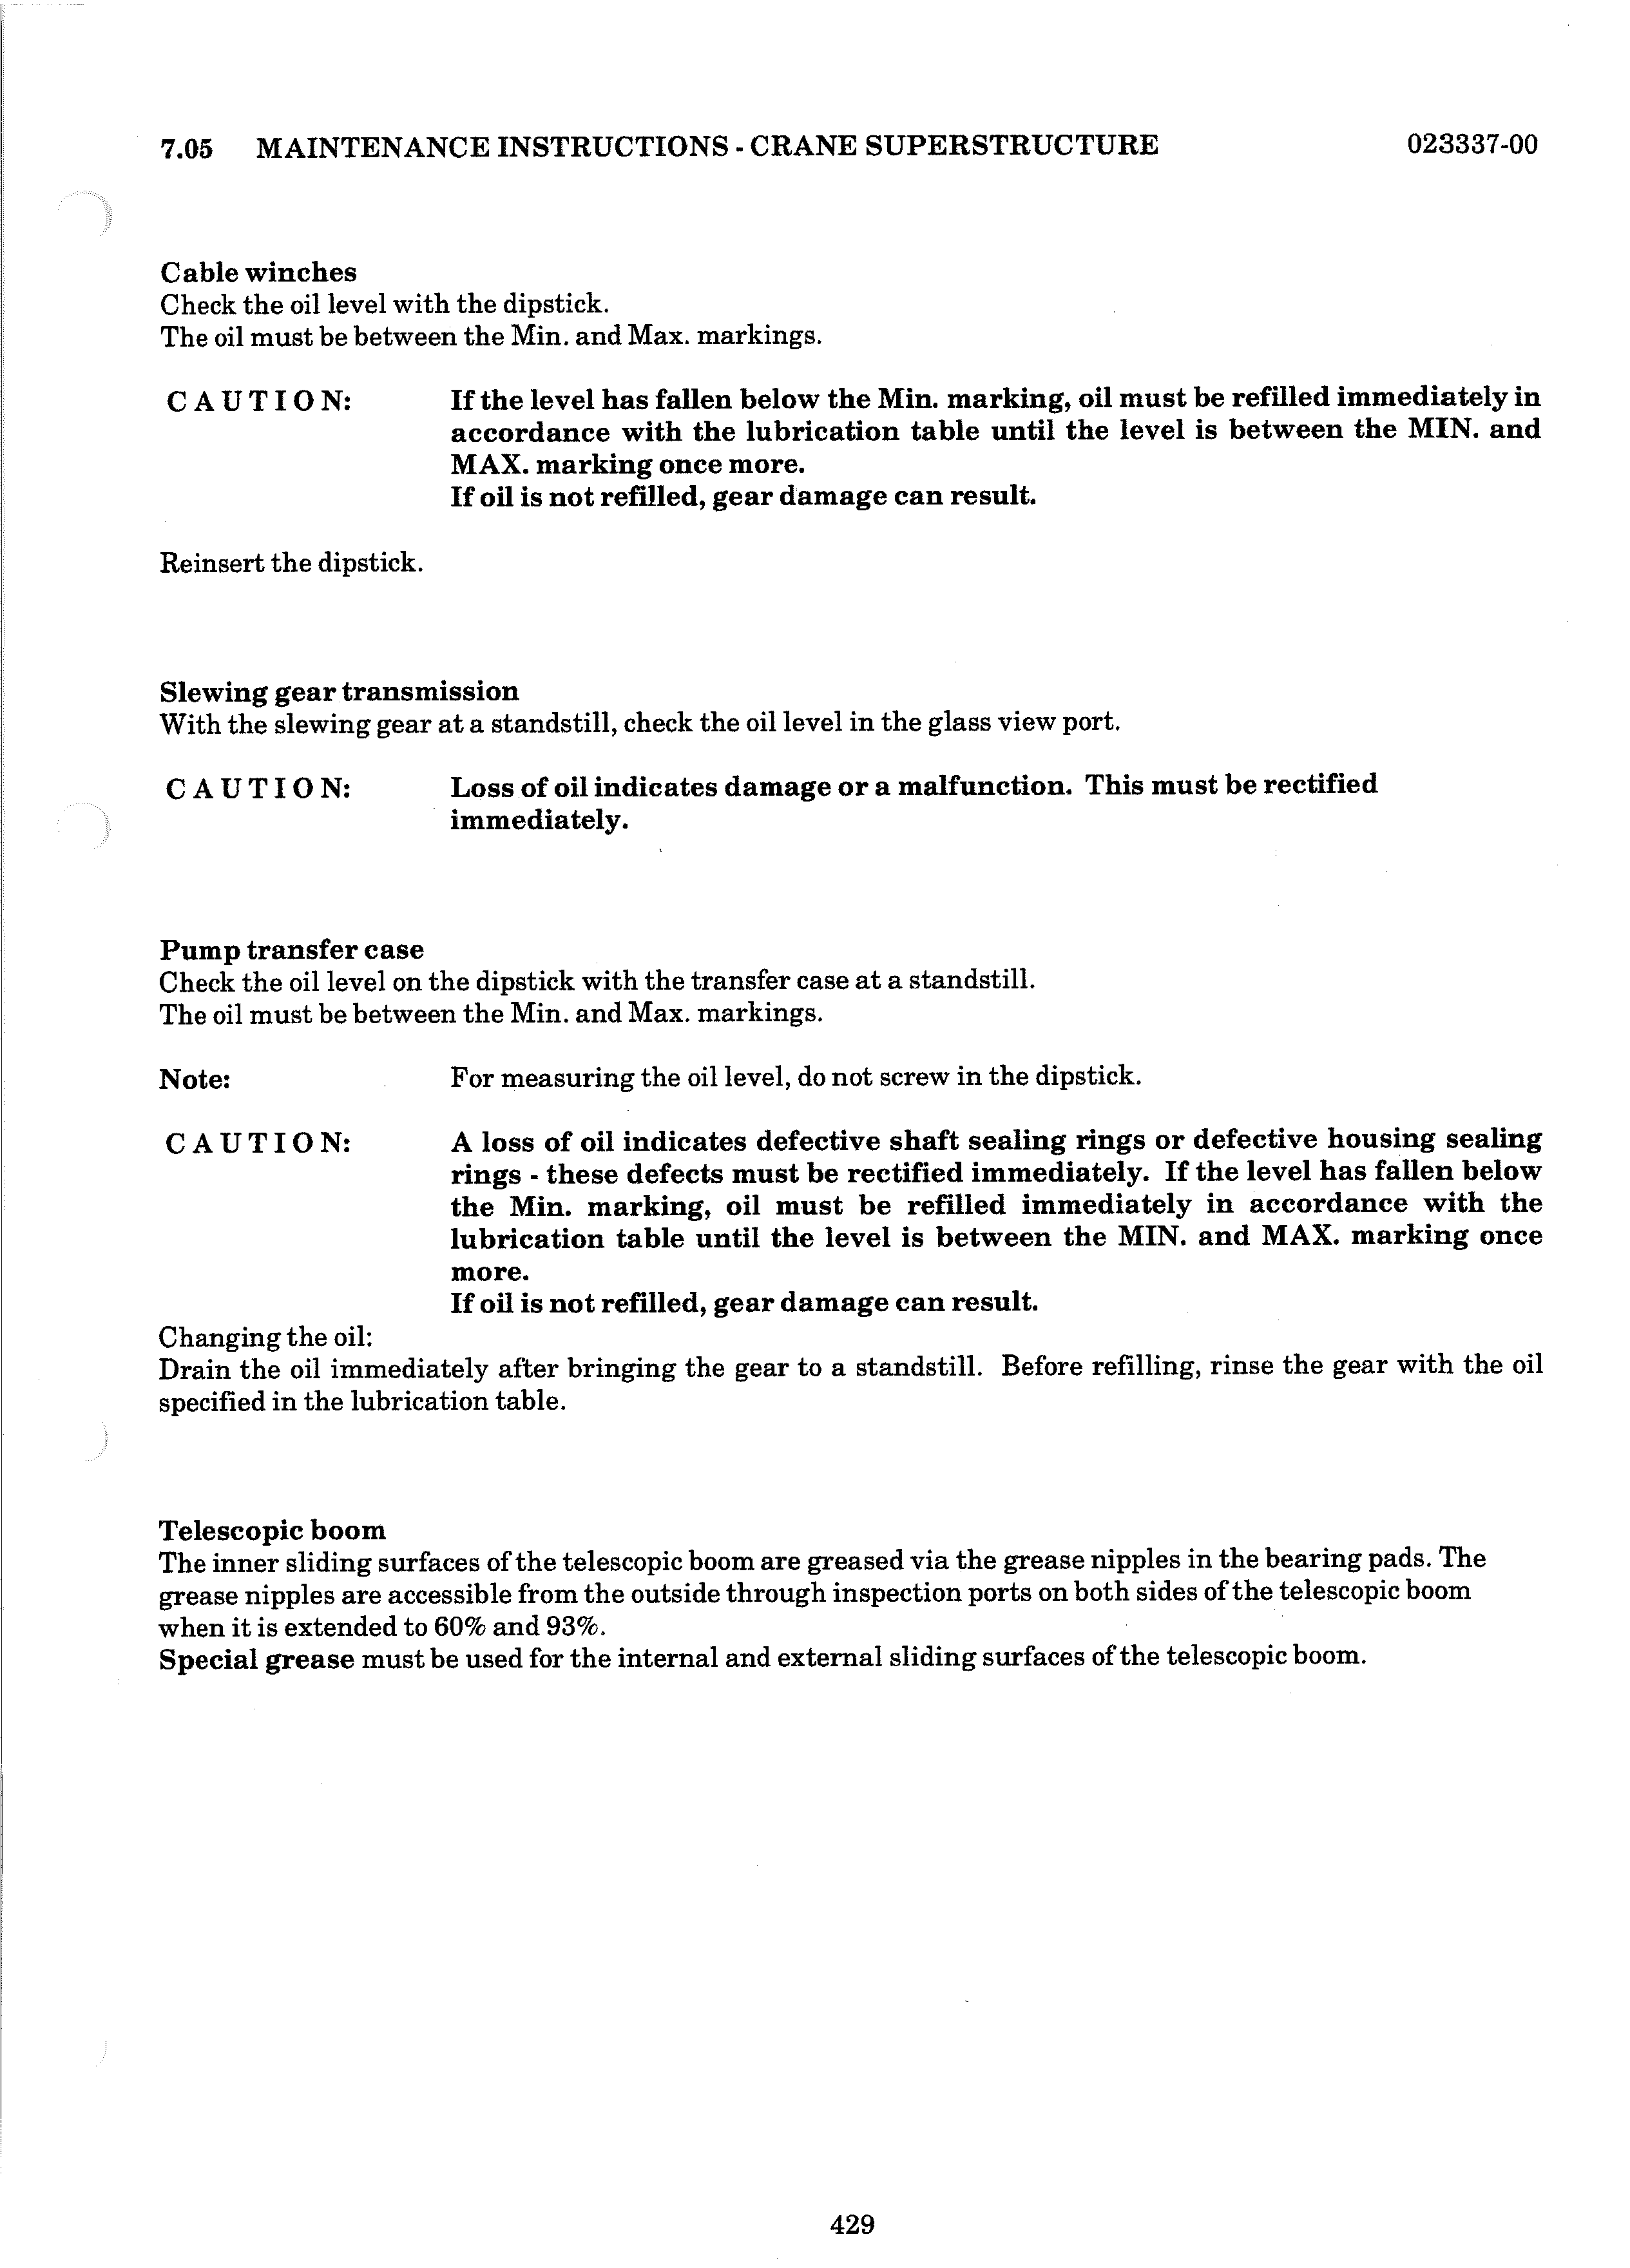 7.05 MAINTENANCE INSTRUCTIONS - CRANE SUPERSTRUCTURE 023337-00
Cable winches
Check the oil level with the dipstick.
The oil must be between the Min. and Max. markings.
CAUTION: If the level has fallen below the Min. marking, oil must be refilled immediately in
accordance with the lubrication table until the level is between the MIN. and
MAX. marking once more.
If oil is not refilled, gear damage can result.
Reinsert the dipstick.
Slewing gear transmission
With the slewing gear at a standstill, check the oil level in the glass view port.
CAUTION: Loss of oil indicates damage or a malfunction. This must be rectified
immediately.
Pump transfer case
Check the oil level on the dipstick with the transfer case at a standstill.
The oil must be between the Min. and Max. markings.
Note: For measuring the oil level, do not screw in the dipstick.
CAUTION: A loss of oil indicates defective shaft sealing rings or defective housing sealing
rings - these defects must be rectified immediately. If the level has fallen below
the Min. marking, oil must be refilled immediately in accordance with the
lubrication table until the level is between the MIN. and MAX. marking once
more.
If oil is not refilled, gear damage can result.
Changing the oil:
Drain the oil immediately after bringing the gear to a standstill. Before refilling, rinse the gear with the oil
specified in the lubrication table.
Telescopic boom
The inner sliding surfaces of the telescopic boom are greased via the grease nipples in the bearing pads. The
grease nipples are accessible from the outside through inspection ports on both sides of the telescopic boom
when it is extended to 60% and 93%.
Special grease must be used for the internal and external sliding surfaces of the telescopic boom.
429